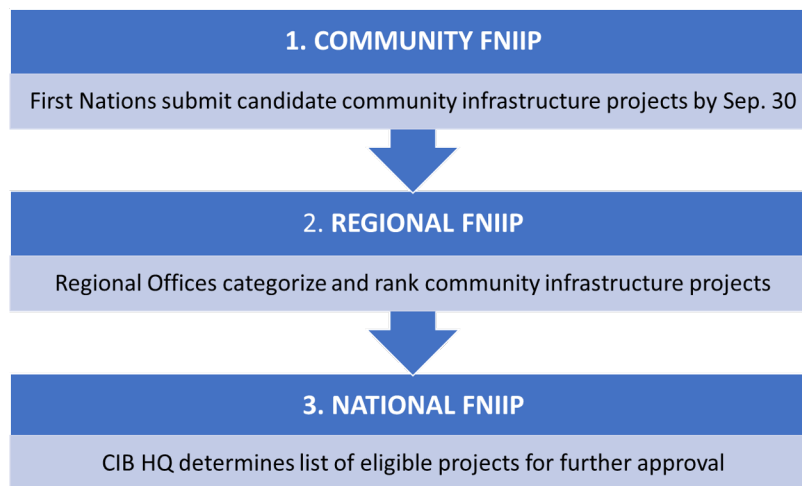 1. COMMUNITY FNIIP
First Nations submit candidate community infrastructure projects by Sep. 30
2. REGIONAL FNIIP
Regional Offices categorize and rank community infrastructure projects
3. NATIONAL FNIIP
CIB HQ determines list of eligible projects for further approval